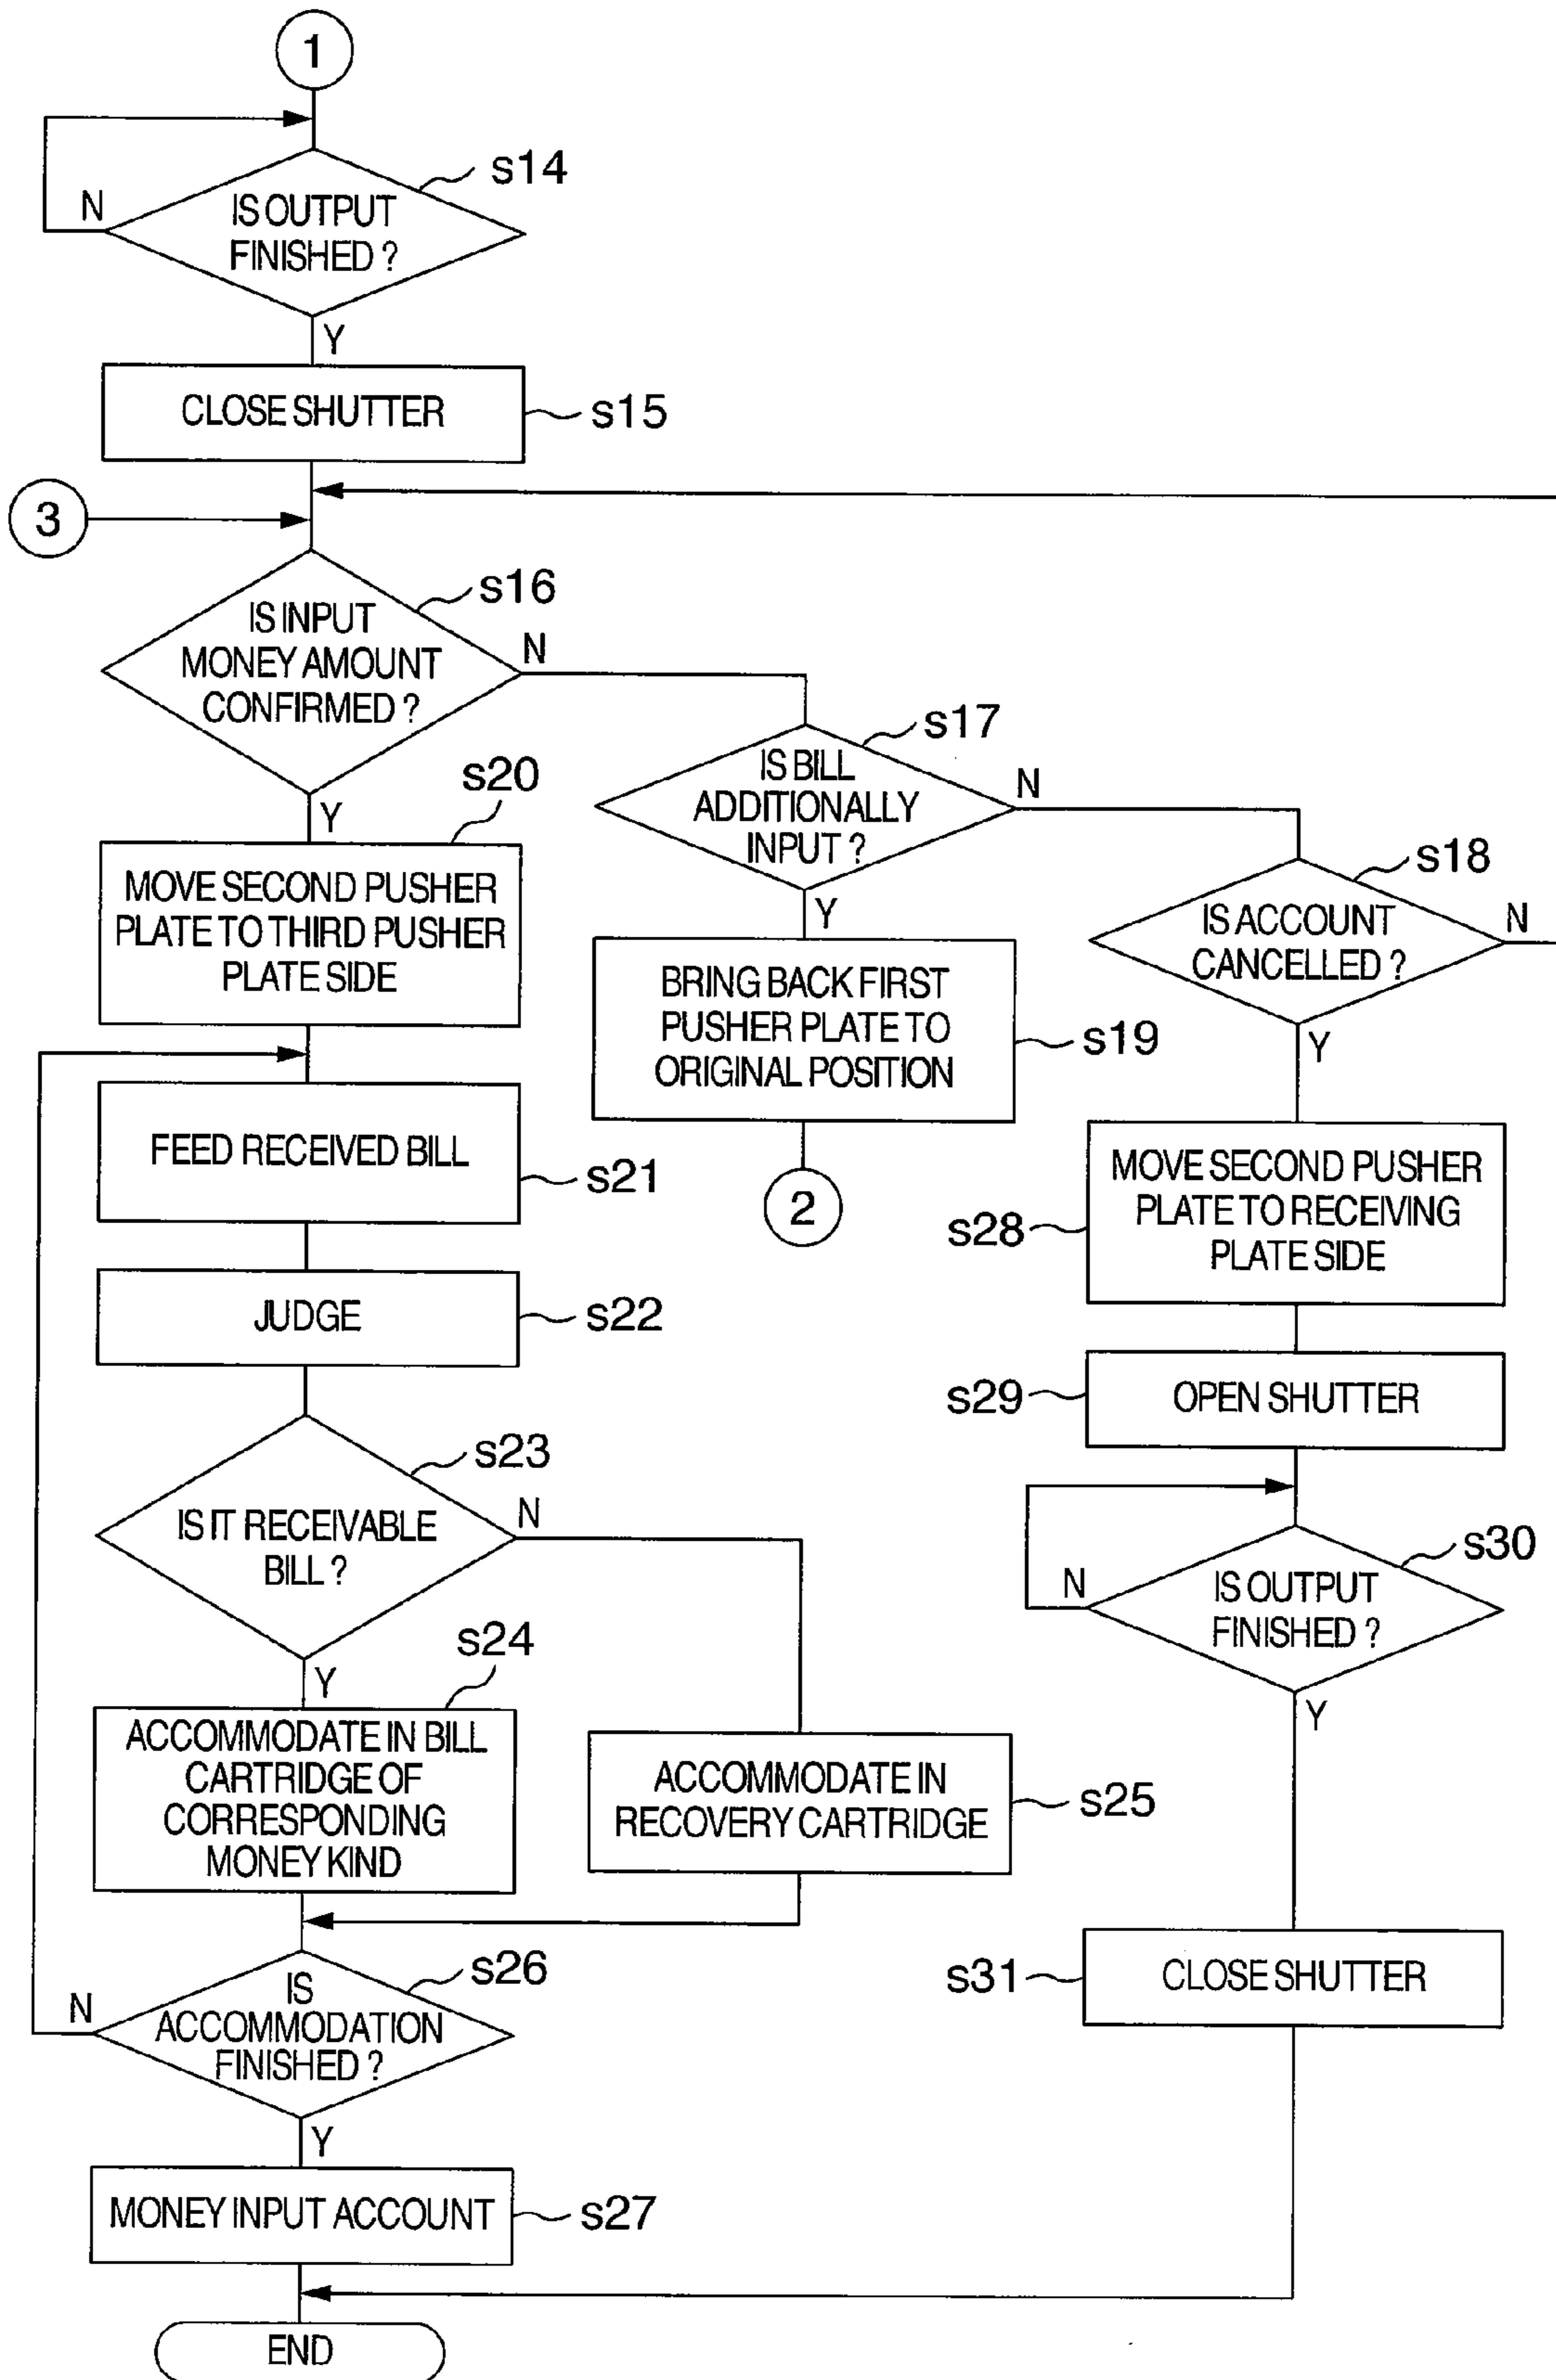 1
s14
N
IS OUTPUT
FINISHED ?
Y
CLOSE SHUTTER
s15
3
s16
IS INPUT
MONEY AMOUNT
CONFIRMED ?
N
Y
s17
IS BILL
ADDITIONALLY
INPUT ?
N
Y
s18
IS ACCOUNT
CANCELLED ?
N
Y
s20
MOVE SECOND PUSHER
PLATE TO THIRD PUSHER
PLATE SIDE
BRING BACK FIRST
PUSHER PLATE TO
ORIGINAL POSITION
s19
2
FEED RECEIVED BILL
s21
JUDGE
s22
s23
IS IT RECEIVABLE
BILL ?
N
Y
s24
ACCOMMODATE IN BILL
CARTRIDGE OF
CORRESPONDING
MONEY KIND
ACCOMMODATE IN
RECOVERY CARTRIDGE
s25
s26
IS
ACCOMMODATION
FINISHED ?
N
Y
MONEY INPUT ACCOUNT
s27
MOVE SECOND PUSHER
PLATE TO RECEIVING
PLATE SIDE
s28
s29
OPEN SHUTTER
s30
N
IS OUTPUT
FINISHED ?
Y
s31
CLOSE SHUTTER
END